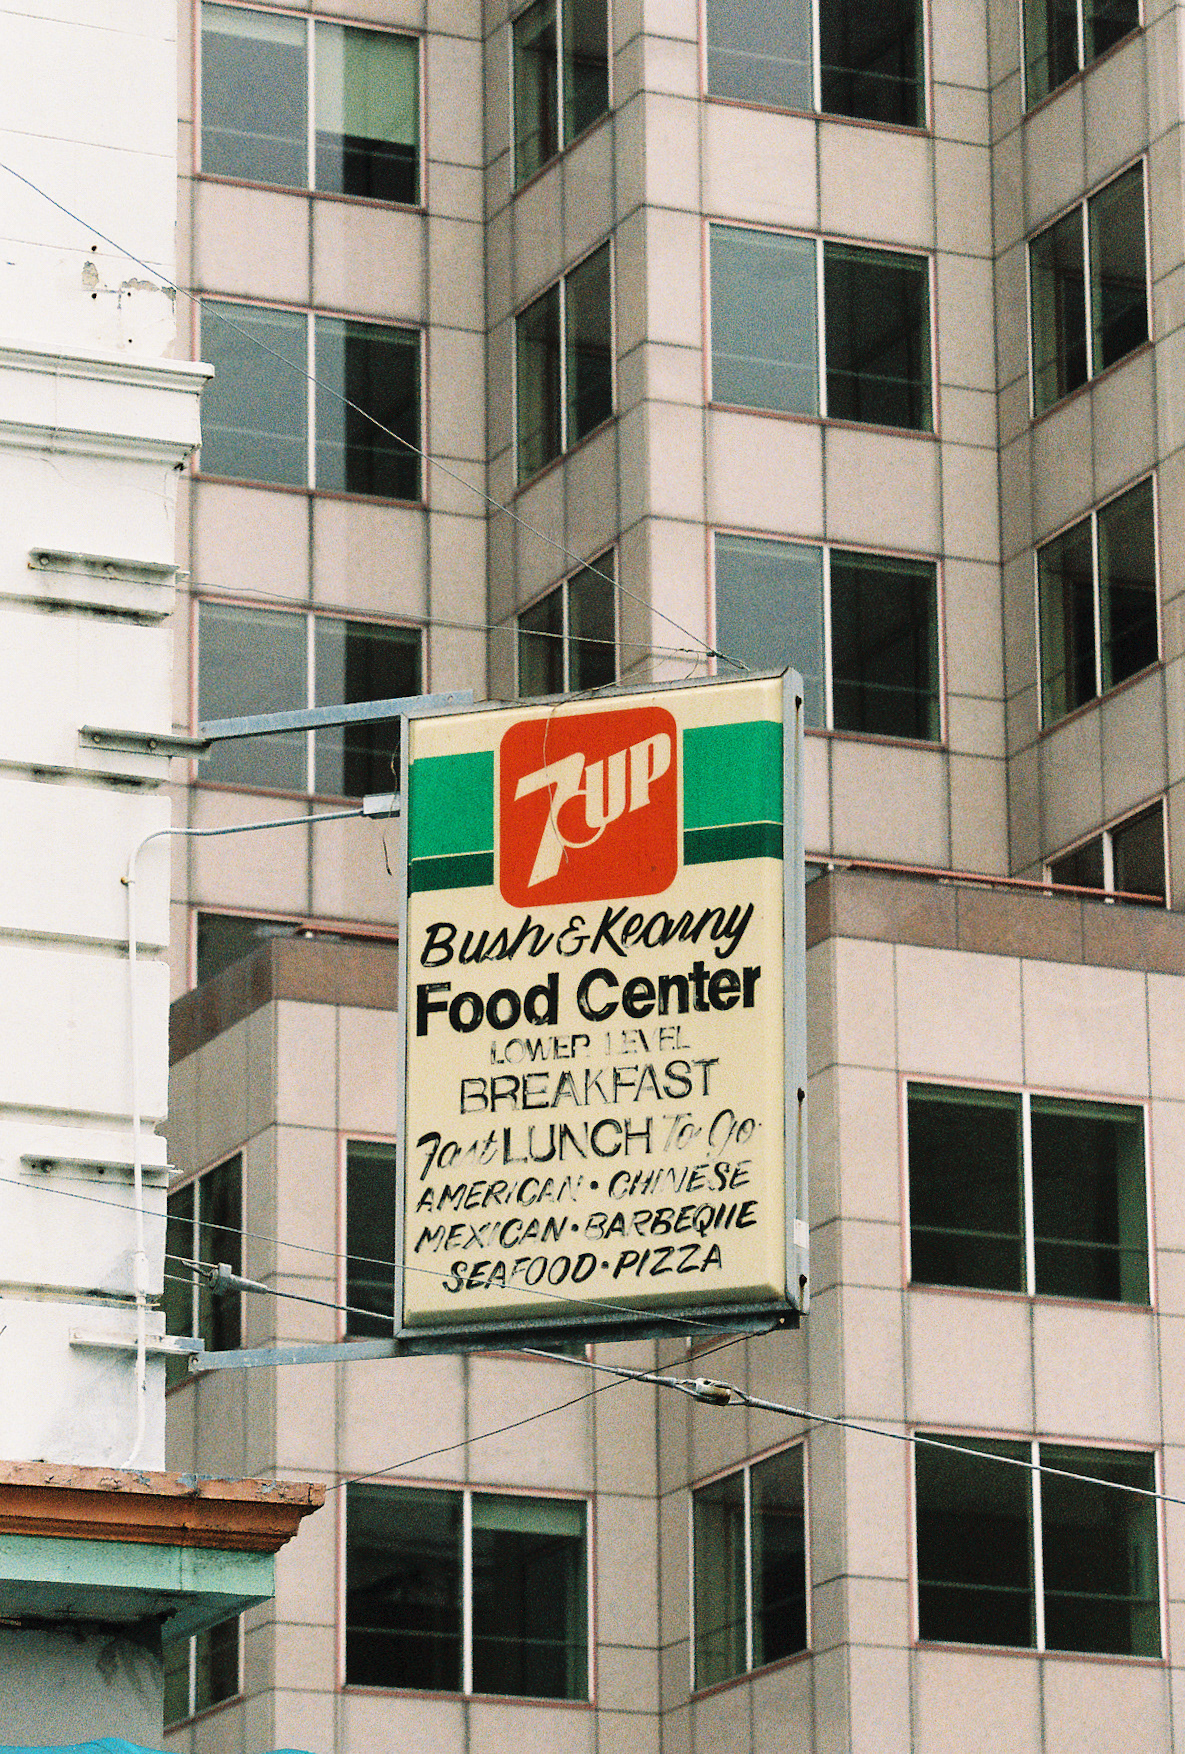 7UP
Bush & Kearny
Food Center
LOWER LEVEL
BREAKFAST
Fast LUNCH To Go
AMERICAN • CHINESE
MEXICAN • BARBEQUE
SEAFOOD • PIZZA